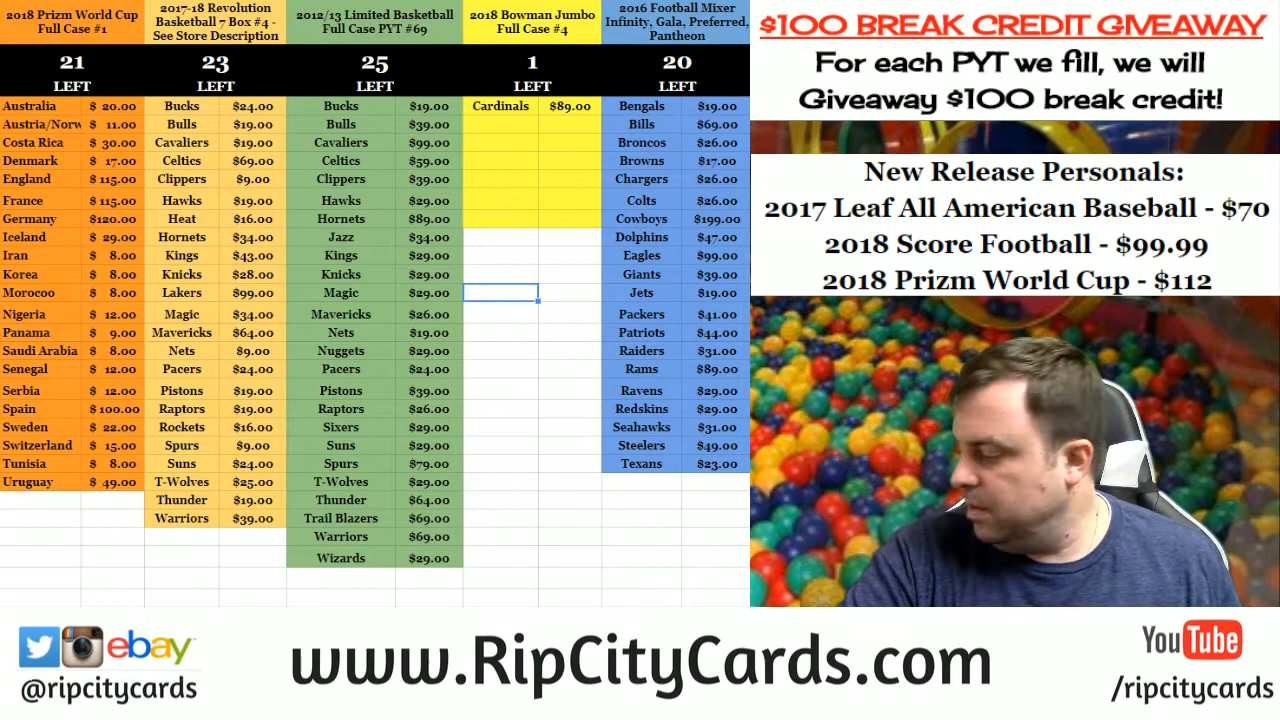 2018 Prizm World Cup
Full Case #1
21
LEFT
Australia $ 20.00
Austria/Norw $ 11.00
Costa Rica $ 30.00
Denmark $ 17.00
England $ 115.00
France $ 115.00
Germany $120.00
Iceland $ 29.00
Iran $ 8.00
Korea $ 8.00
Morocoo $ 8.00
Nigeria $ 12.00
Panama $ 9.00
Saudi Arabia $ 8.00
Senegal $ 12.00
Serbia $ 12.00
Spain $ 100.00
Sweden $ 22.00
Switzerland $ 15.00
Tunisia $ 8.00
Uruguay $ 49.00
2017-18 Revolution
Basketball 7 Box #4 -
See Store Description
23
LEFT
Bucks $24.00
Bulls $39.00
Cavaliers $19.00
Celtics $69.00
Clippers $9.00
Hawks $19.00
Heat $16.00
Hornets $34.00
Kings $43.00
Knicks $28.00
Lakers $99.00
Magic $34.00
Mavericks $64.00
Nets $9.00
Pacers $24.00
Pistons $19.00
Raptors $19.00
Rockets $16.00
Spurs $9.00
Suns $24.00
T-Wolves $25.00
Thunder $19.00
Warriors $39.00
2012/13 Limited Basketball
Full Case PYT #69
25
LEFT
Bucks $19.00
Bulls $39.00
Cavaliers $99.00
Celtics $59.00
Clippers $39.00
Hawks $29.00
Hornets $89.00
Jazz $34.00
Kings $29.00
Knicks $29.00
Magic $29.00
Mavericks $26.00
Nets $19.00
Nuggets $29.00
Pacers $24.00
Pistons $39.00
Raptors $26.00
Sixers $29.00
Suns $29.00
Spurs $79.00
T-Wolves $29.00
Thunder $64.00
Trail Blazers $69.00
Warriors $69.00
Wizards $29.00
2018 Bowman Jumbo
Full Case #4
1
LEFT
Cardinals $89.00
2016 Football Mixer
Infinity, Gala, Preferred,
Pantheon
20
LEFT
Bengals $19.00
Bills $69.00
Broncos $26.00
Browns $17.00
Chargers $26.00
Colts $26.00
Cowboys $199.00
Dolphins $47.00
Eagles $99.00
Giants $39.00
Jets $19.00
Packers $41.00
Patriots $44.00
Raiders $31.00
Rams $89.00
Ravens $29.00
Redskins $29.00
Seahawks $31.00
Steelers $49.00
Texans $23.00
$100 BREAK CREDIT GIVEAWAY
For each PYT we fill, we will
Giveaway $100 break credit!
New Release Personals:
2017 Leaf All American Baseball - $70
2018 Score Football - $99.99
2018 Prizm World Cup - $112
ebay
@ripcitycards
www.RipCityCards.com
YouTube
/ripcitycards